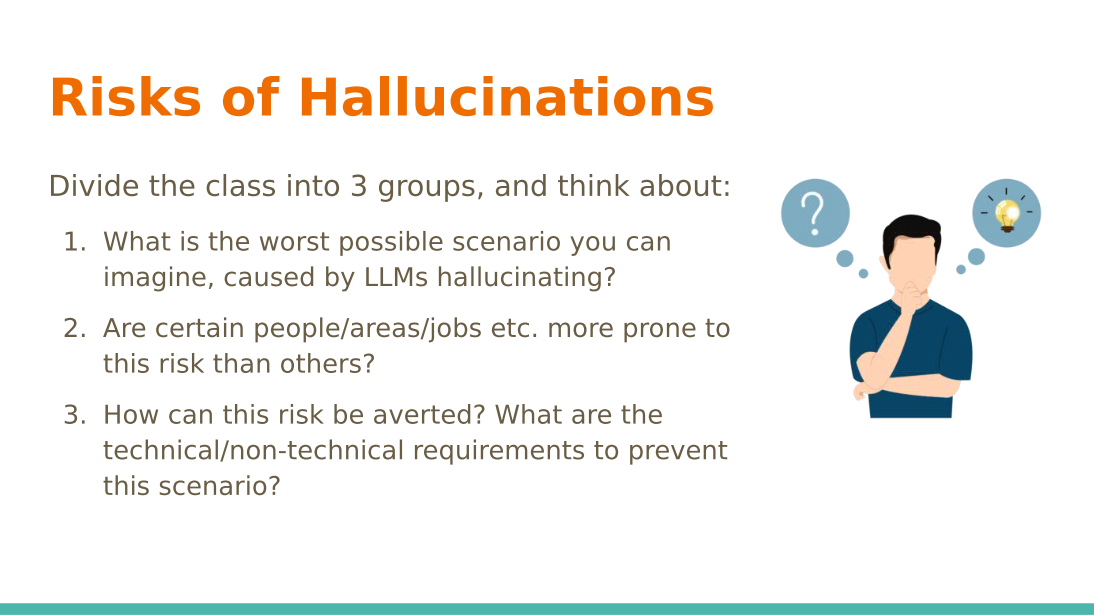 Risks of Hallucinations
Divide the class into 3 groups, and think about:
1. What is the worst possible scenario you can
imagine, caused by LLMs hallucinating?
2. Are certain people/areas/jobs etc. more prone to
this risk than others?
3. How can this risk be averted? What are the
technical/non-technical requirements to prevent
this scenario?
?